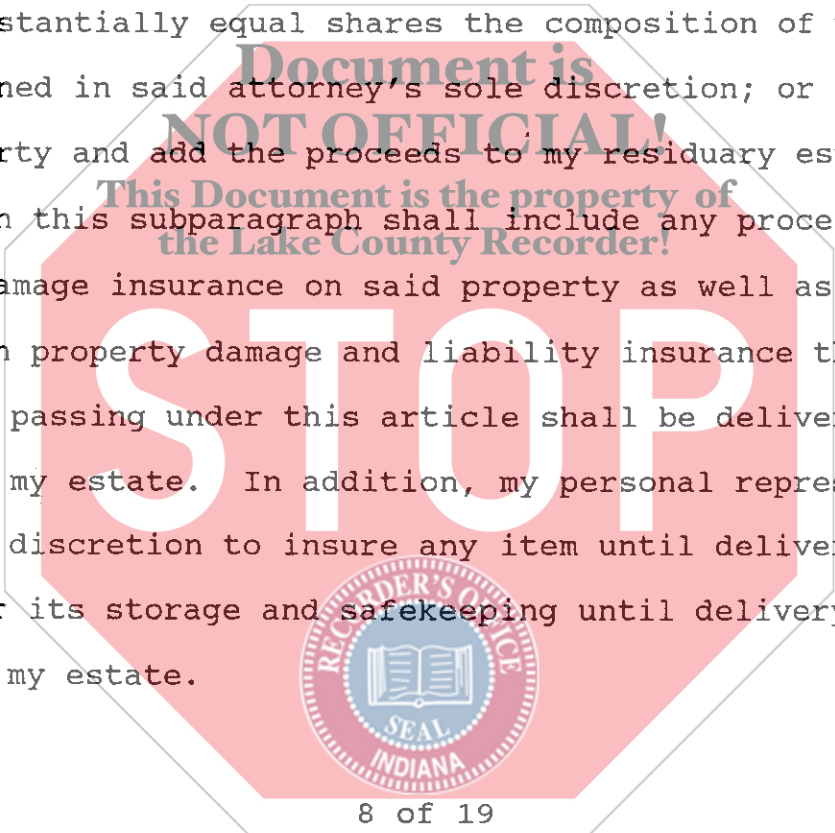 stantially equal shares the composition of
Document is
ned in said attorney's sole discretion; or
NOT OFFICIAL!
rty and add the proceeds to my residuary es
This Document is the property of
n this subparagraph shall include any proce
the Lake County Recorder!
amage insurance on said property as well as
n property damage and liability insurance t
STOP
passing under this article shall be delive
my estate. In addition, my personal repre
discretion to insure any item until delive
r its storage and safekeeping until delivery
my estate.
RECORDER'S OFFICE
SEAL
INDIANA
8 of 19